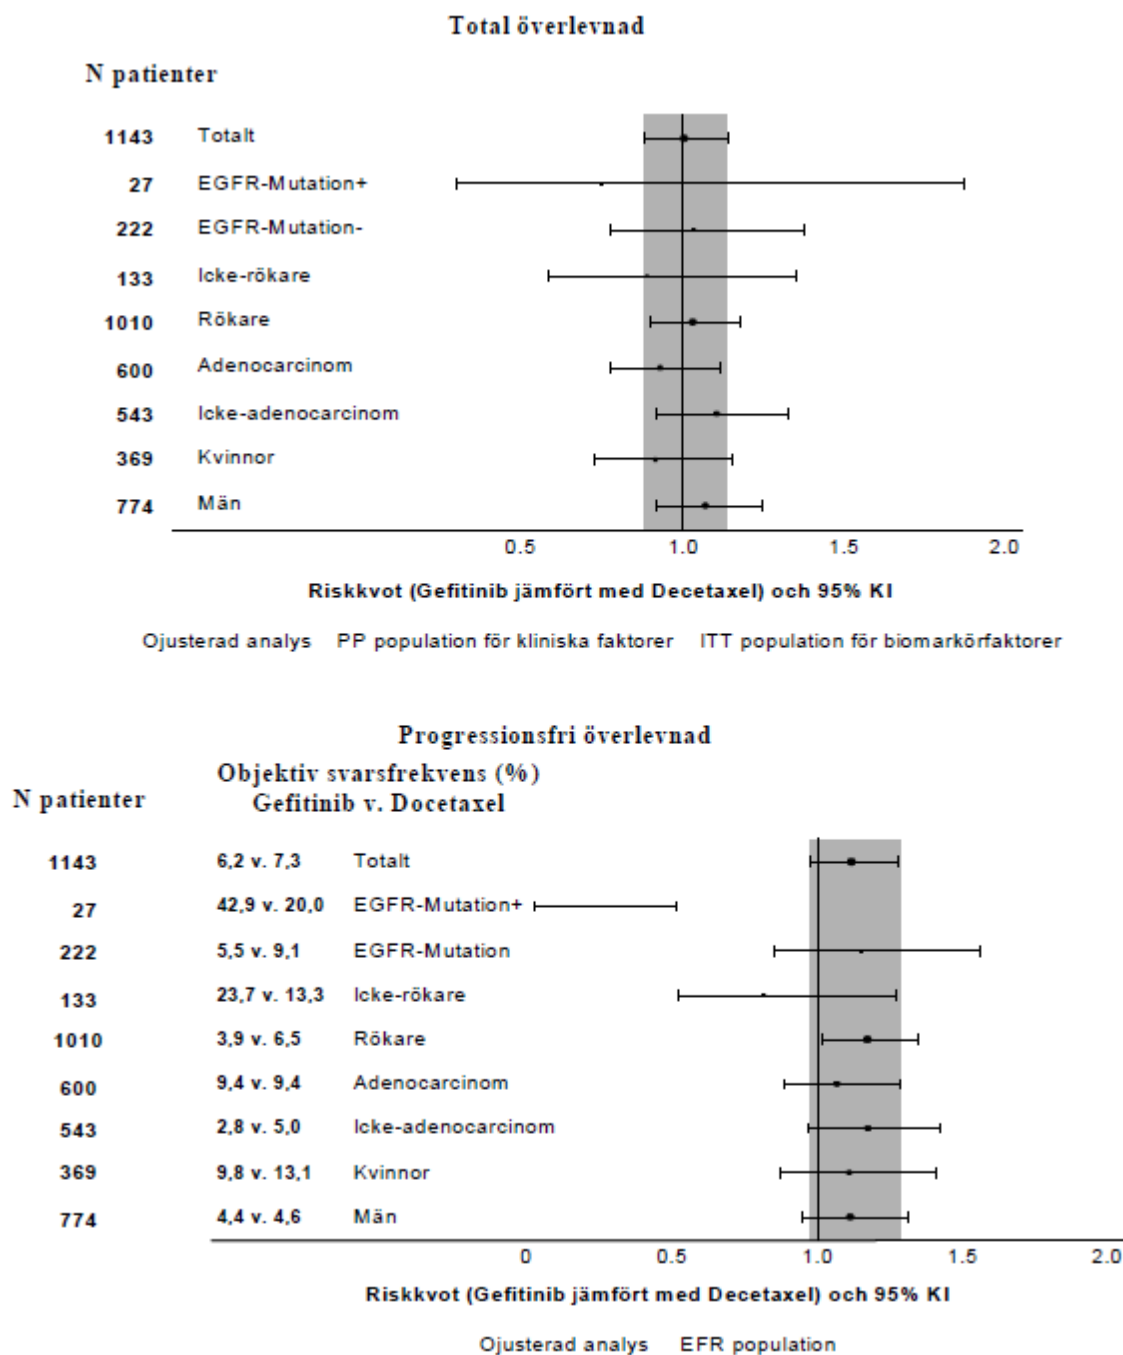 Total överlevnad
N patienter
1143 Totalt
27 EGFR-Mutation+
222 EGFR-Mutation-
133 Icke-rökare
1010 Rökare
600 Adenocarcinom
543 Icke-adenocarcinom
369 Kvinnor
774 Män
0.5 1.0 1.5 2.0
Riskkvot (Gefitinib jämfört med Decetaxel) och 95% KI
Ojusterad analys PP population för kliniska faktorer ITT population för biomarkörfaktorer
Progressionsfri överlevnad
Objektiv svarsfrekvens (%)
N patienter Gefitinib v. Docetaxel
1143 6,2 v. 7,3 Totalt
27 42,9 v. 20,0 EGFR-Mutation+
222 5,5 v. 9,1 EGFR-Mutation
133 23,7 v. 13,3 Icke-rökare
1010 3,9 v. 6,5 Rökare
600 9,4 v. 9,4 Adenocarcinom
543 2,8 v. 5,0 Icke-adenocarcinom
369 9,8 v. 13,1 Kvinnor
774 4,4 v. 4,6 Män
0 0.5 1.0 1.5 2.0
Riskkvot (Gefitinib jämfört med Decetaxel) och 95% KI
Ojusterad analys EFR population